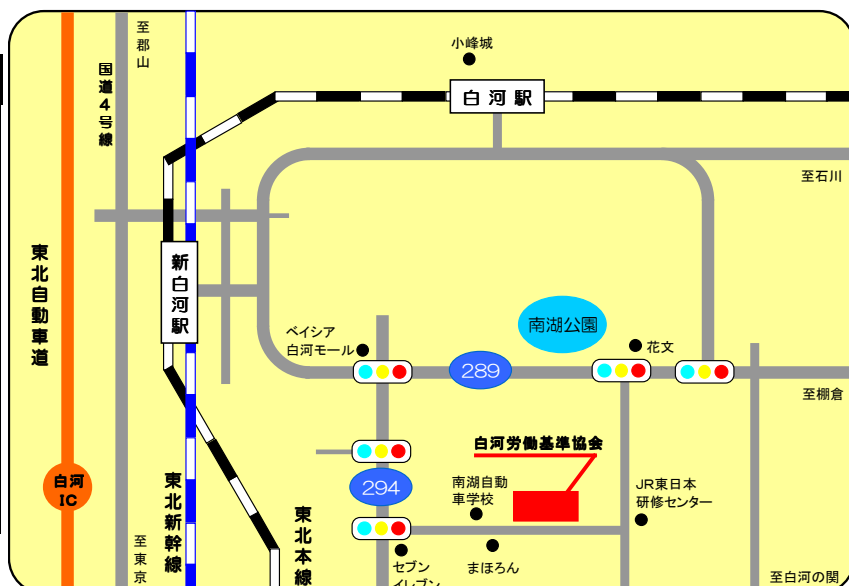 至郡山
小峰城
国道4号線
白河駅
至石川
東北自動車道
新白河駅
ベイシア
白河モール
南湖公園
花文
289
至棚倉
白河労働基準協会
白河
IC
294
南湖自動
車学校
JR東日本
研修センター
東北新幹線
東北本線
至東京
セブン
イレブン
まほろん
至白河の関